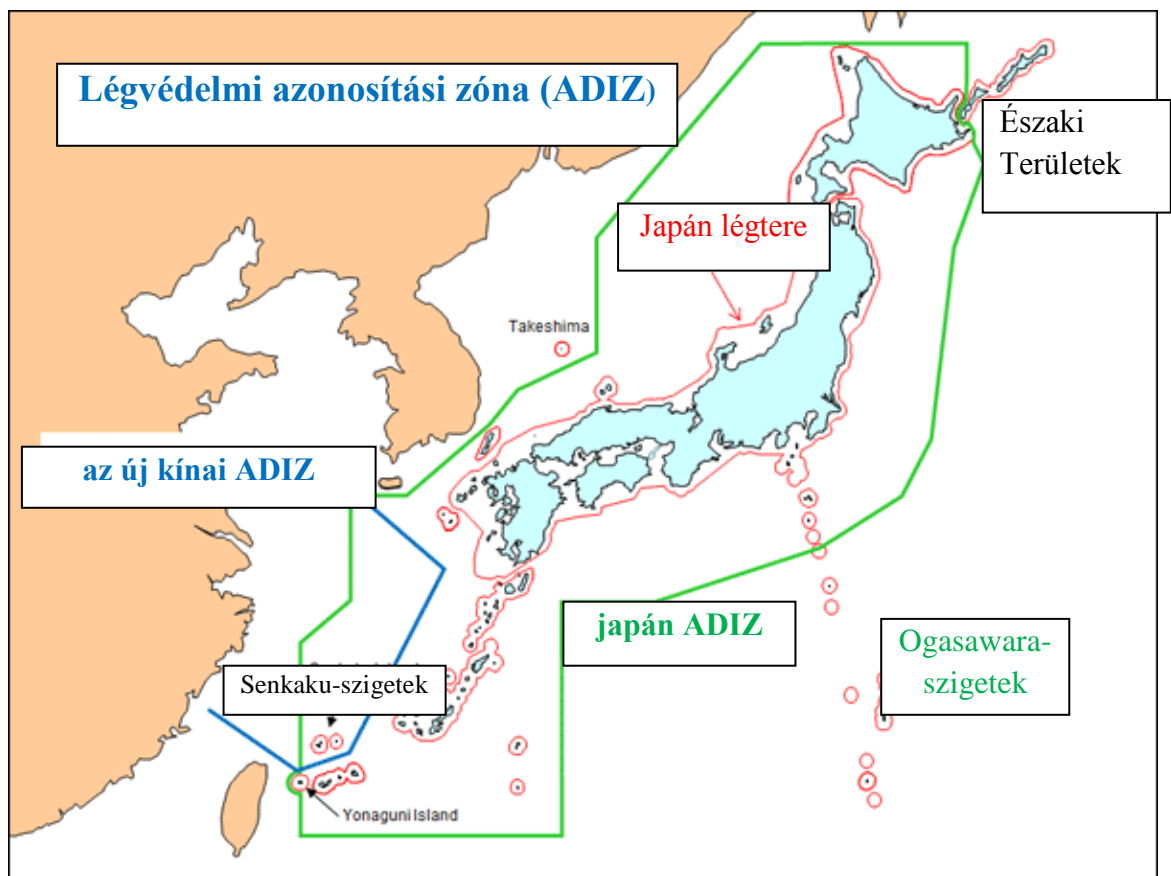 Légvédelmi azonosítási zóna (ADIZ)
Északi
Területek
Japán légtere
Takeshima
az új kínai ADIZ
japán ADIZ
Ogasawara-
szigetek
Senkaku-szigetek
Yonaguni Island